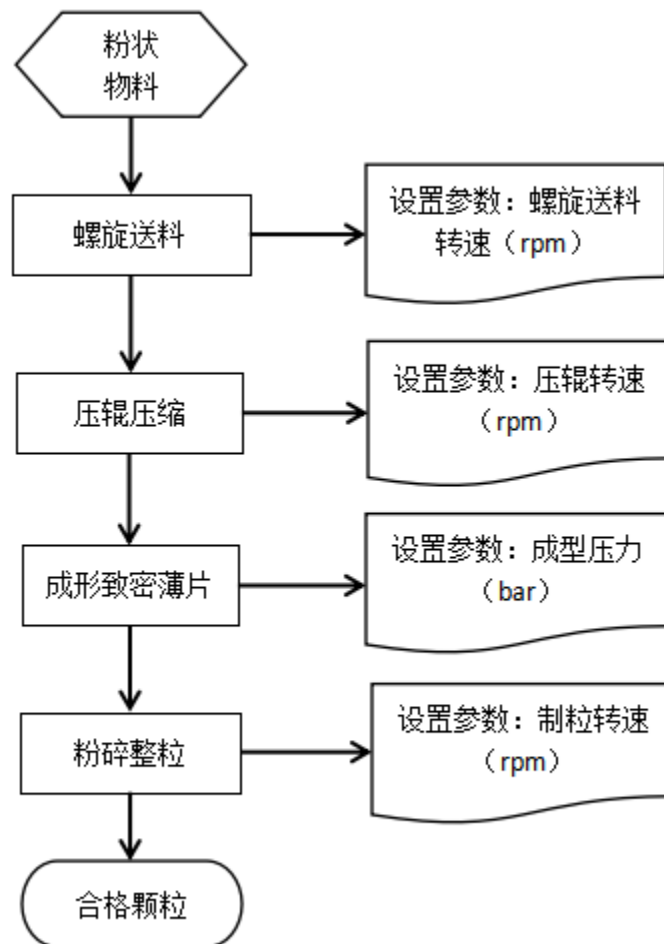 粉状
物料
螺旋送料
设置参数：螺旋送料
转速（rpm）
压辊压缩
设置参数：压辊转速
（rpm）
成形致密薄片
设置参数：成型压力
（bar）
粉碎整粒
设置参数：制粒转速
（rpm）
合格颗粒